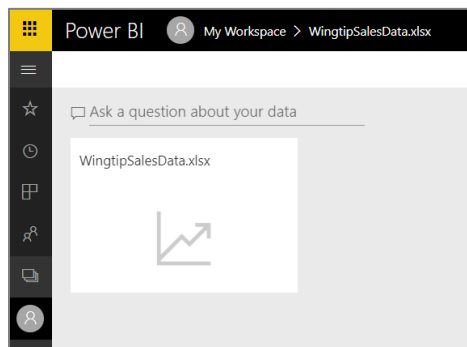 Power BI My Workspace > WingtipSalesData.xlsx
Ask a question about your data
WingtipSalesData.xlsx